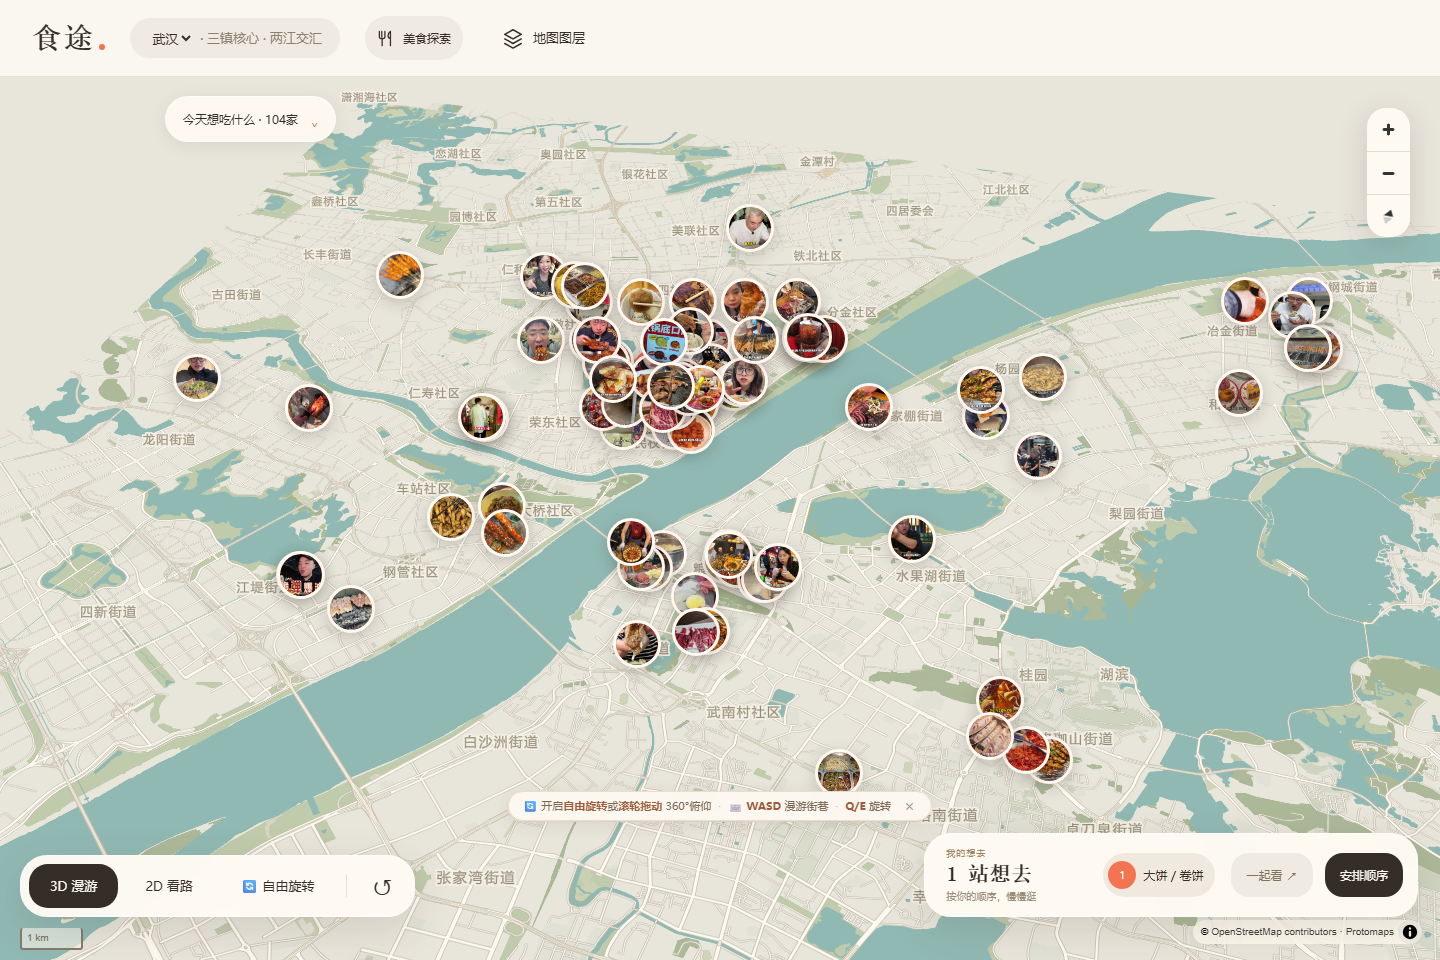 食途.
武汉 · 三镇核心 · 两江交汇
美食探索
地图图层
今天想吃什么 · 104家
潇湘海社区
恋湖社区
奥园社区
金潭村
银花社区
江北社区
鑫桥社区
第五社区
园博社区
四居委会
美联社区
长丰街道
铁北社区
钢城街道
古田街道
分金社区
冶金街道
杨园
仁寿社区
家棚街道
荣东社区
龙阳街道
车站社区
大桥社区
梨园街道
钢管社区
水果湖街道
江堤街
四新街道
桂园
湖滨
武南村社区
白沙洲街道
珈山街道
开启自由旋转或滚轮拖动 360°俯仰 · WASD 漫游街巷 · Q/E 旋转 ×
南街道
卓刀泉街道
张家湾街道
3D 漫游
2D 看路
自由旋转
我的想去
1 站想去
按你的顺序，慢慢逛
1 大饼 / 卷饼
一起看 ↗
安排顺序
1 km
© OpenStreetMap contributors · Protomaps